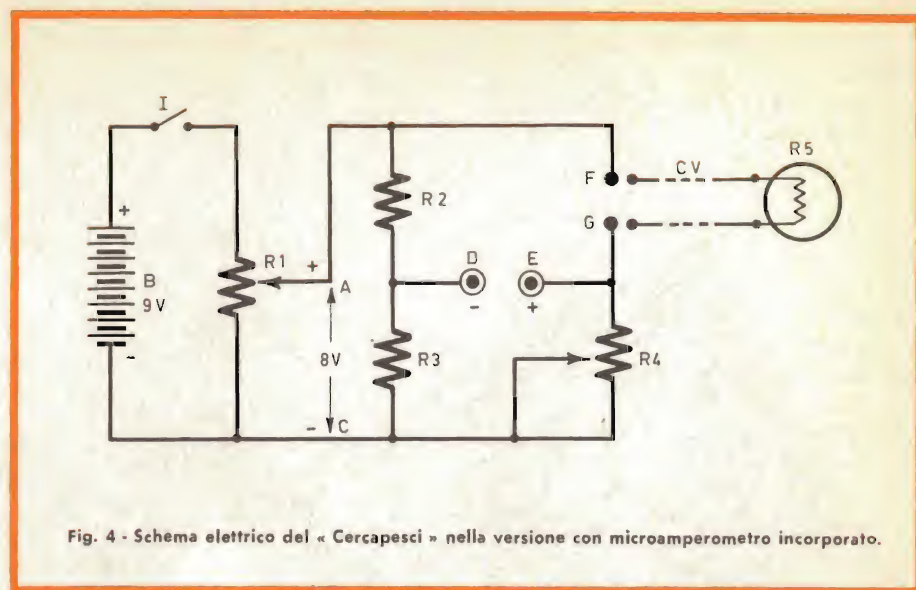 I
+
B
9V
-
R1
+
A
8V
- C
R2
R3
D
-
E
+
F
G
CV
R5
R4
Fig. 4 - Schema elettrico del « Cercapesci » nella versione con microamperometro incorporato.